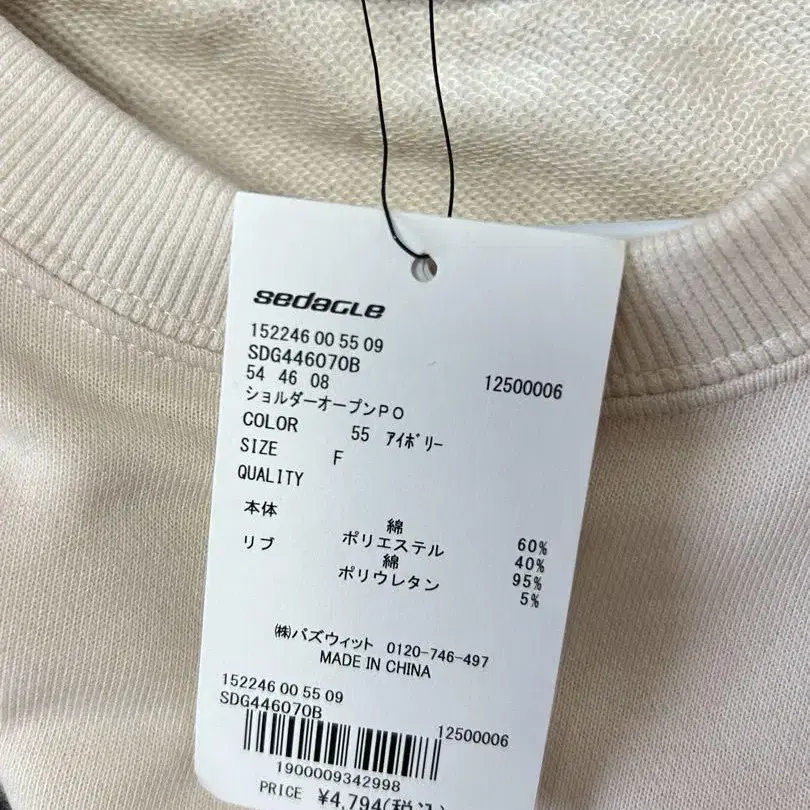 sedaGLe
152246 00 55 09
SDG446070B
54 46 08 12500006
ショルダーオープンPO
COLOR 55 ｱｲﾎﾞﾘｰ
SIZE F
QUALITY
本体 綿 60%
ポリエステル 40%
リブ 綿 95%
ポリウレタン 5%
㈱バズウィット 0120-746-497
MADE IN CHINA
152246 00 55 09
SDG446070B 12500006
1900009342998
PRICE ¥4,794(税込)